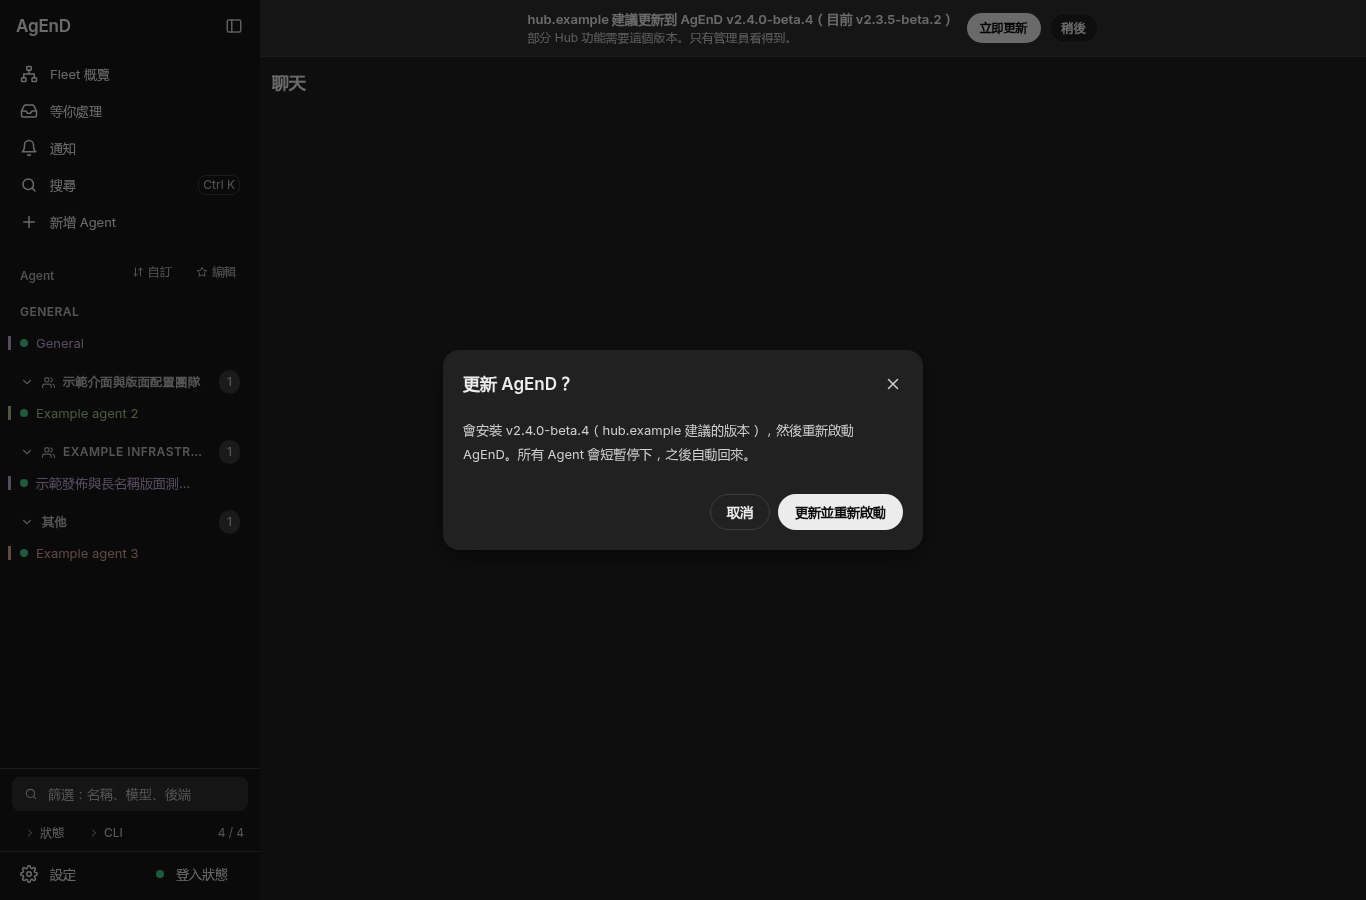 AgEnD
Fleet 概覽
等你處理
通知
搜尋
Ctrl K
新增 Agent
Agent
自訂
編輯
GENERAL
General
示範介面與版面配置團隊
1
Example agent 2
EXAMPLE INFRASTR...
1
示範發佈與長名稱版面測...
其他
1
Example agent 3
篩選：名稱、模型、後端
狀態
CLI
4 / 4
設定
登入狀態
hub.example 建議更新到 AgEnD v2.4.0-beta.4（目前 v2.3.5-beta.2）
部分 Hub 功能需要這個版本。只有管理員看得到。
立即更新
稍後
聊天
更新 AgEnD？
會安裝 v2.4.0-beta.4（hub.example 建議的版本），然後重新啟動
AgEnD。所有 Agent 會短暫停下，之後自動回來。
取消
更新並重新啟動